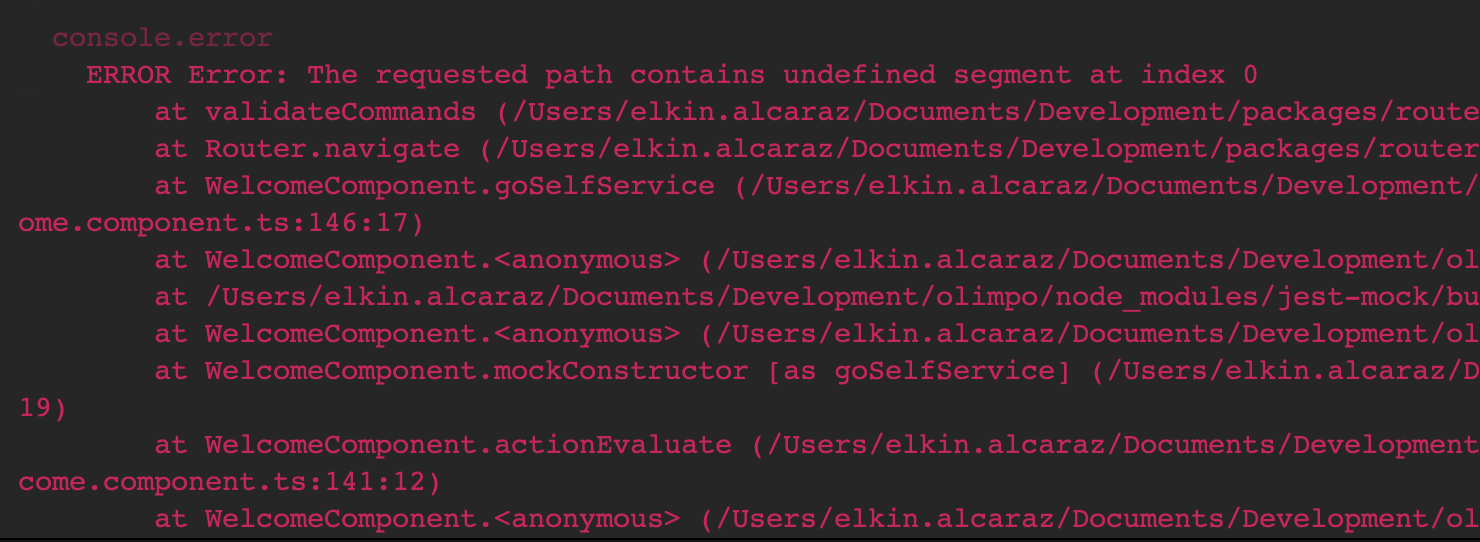 console.error
ERROR Error: The requested path contains undefined segment at index 0
at validateCommands (/Users/elkin.alcaraz/Documents/Development/packages/route
at Router.navigate (/Users/elkin.alcaraz/Documents/Development/packages/router
at WelcomeComponent.goSelfService (/Users/elkin.alcaraz/Documents/Development/
ome.component.ts:146:17)
at WelcomeComponent.<anonymous> (/Users/elkin.alcaraz/Documents/Development/ol
at /Users/elkin.alcaraz/Documents/Development/olimpo/node_modules/jest-mock/bu
at WelcomeComponent.<anonymous> (/Users/elkin.alcaraz/Documents/Development/ol
at WelcomeComponent.mockConstructor [as goSelfService] (/Users/elkin.alcaraz/D
19)
at WelcomeComponent.actionEvaluate (/Users/elkin.alcaraz/Documents/Development
come.component.ts:141:12)
at WelcomeComponent.<anonymous> (/Users/elkin.alcaraz/Documents/Development/ol